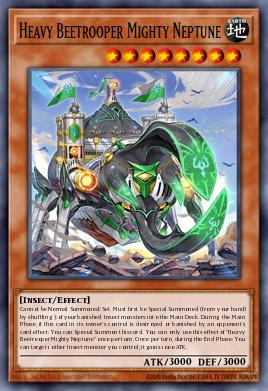 HEAVY BEETROOPER MIGHTY NEPTUNE
EARTH
地
[INSECT/EFFECT]
Cannot be Normal Summoned/Set. Must first be Special Summoned (from your hand)
by shuffling 3 of your banished Insect monsters into the Main Deck. During the Main
Phase, if this card in its owner's control is destroyed or banished by an opponent's
card effect: You can Special Summon this card. You can only use this effect of "Heavy
Beetrooper Mighty Neptune" once per turn. Once per turn, during the End Phase: You
can target 1 other Insect monster you control; it gains 1000 ATK.
ATK/3000 DEF/3000